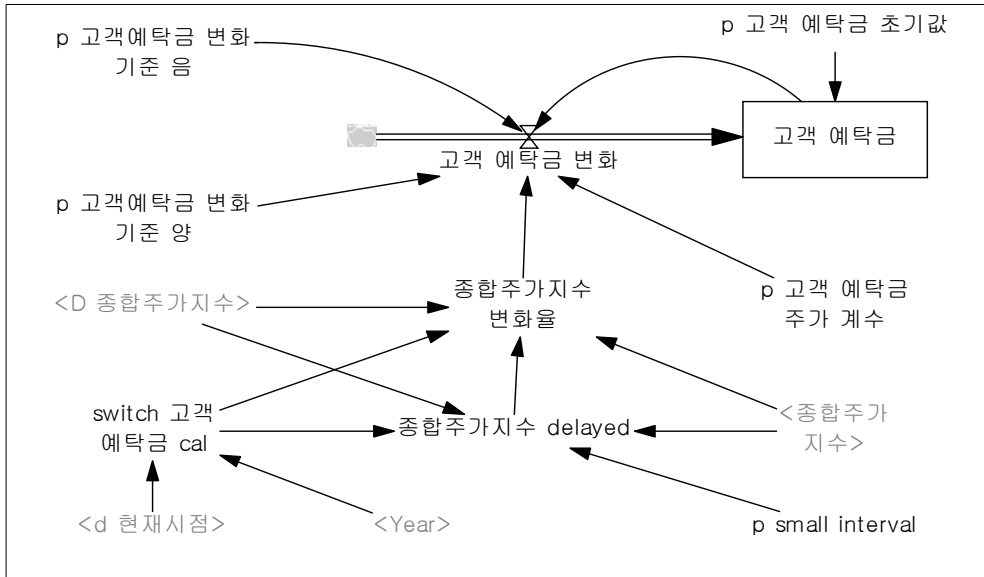 p 고객예탁금 변화
기준 음
p 고객 예탁금 초기값
고객 예탁금
고객 예탁금 변화
p 고객예탁금 변화
기준 양
<D 종합주가지수>
종합주가지수
변화율
p 고객 예탁금
주가 계수
switch 고객
예탁금 cal
종합주가지수 delayed
<종합주가
지수>
<d 현재시점>
<Year>
p small interval